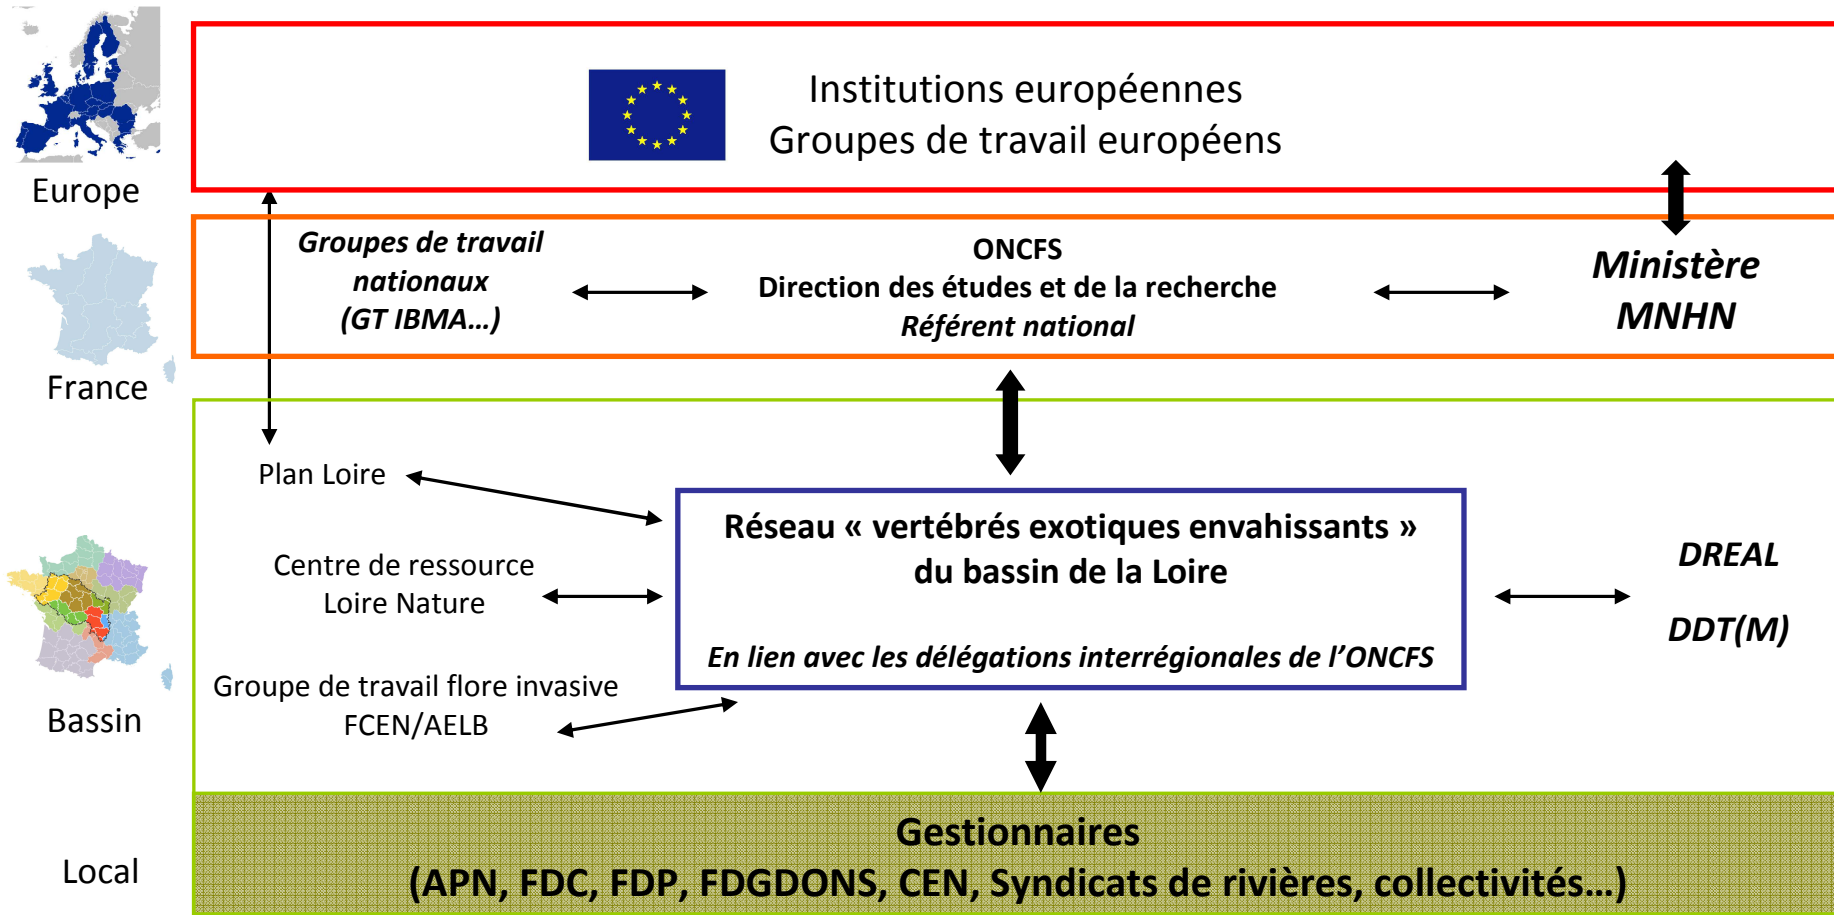 Institutions européennes
Groupes de travail européens
Europe
Groupes de travail
nationaux
(GT IBMA...)
ONCFS
Direction des études et de la recherche
Référent national
Ministère
MNHN
France
Plan Loire
Centre de ressource
Loire Nature
Groupe de travail flore invasive
FCEN/AELB
Réseau « vertébrés exotiques envahissants »
du bassin de la Loire
En lien avec les délégations interrégionales de l’ONCFS
DREAL
DDT(M)
Bassin
Gestionnaires
(APN, FDC, FDP, FDGDONS, CEN, Syndicats de rivières, collectivités...)
Local